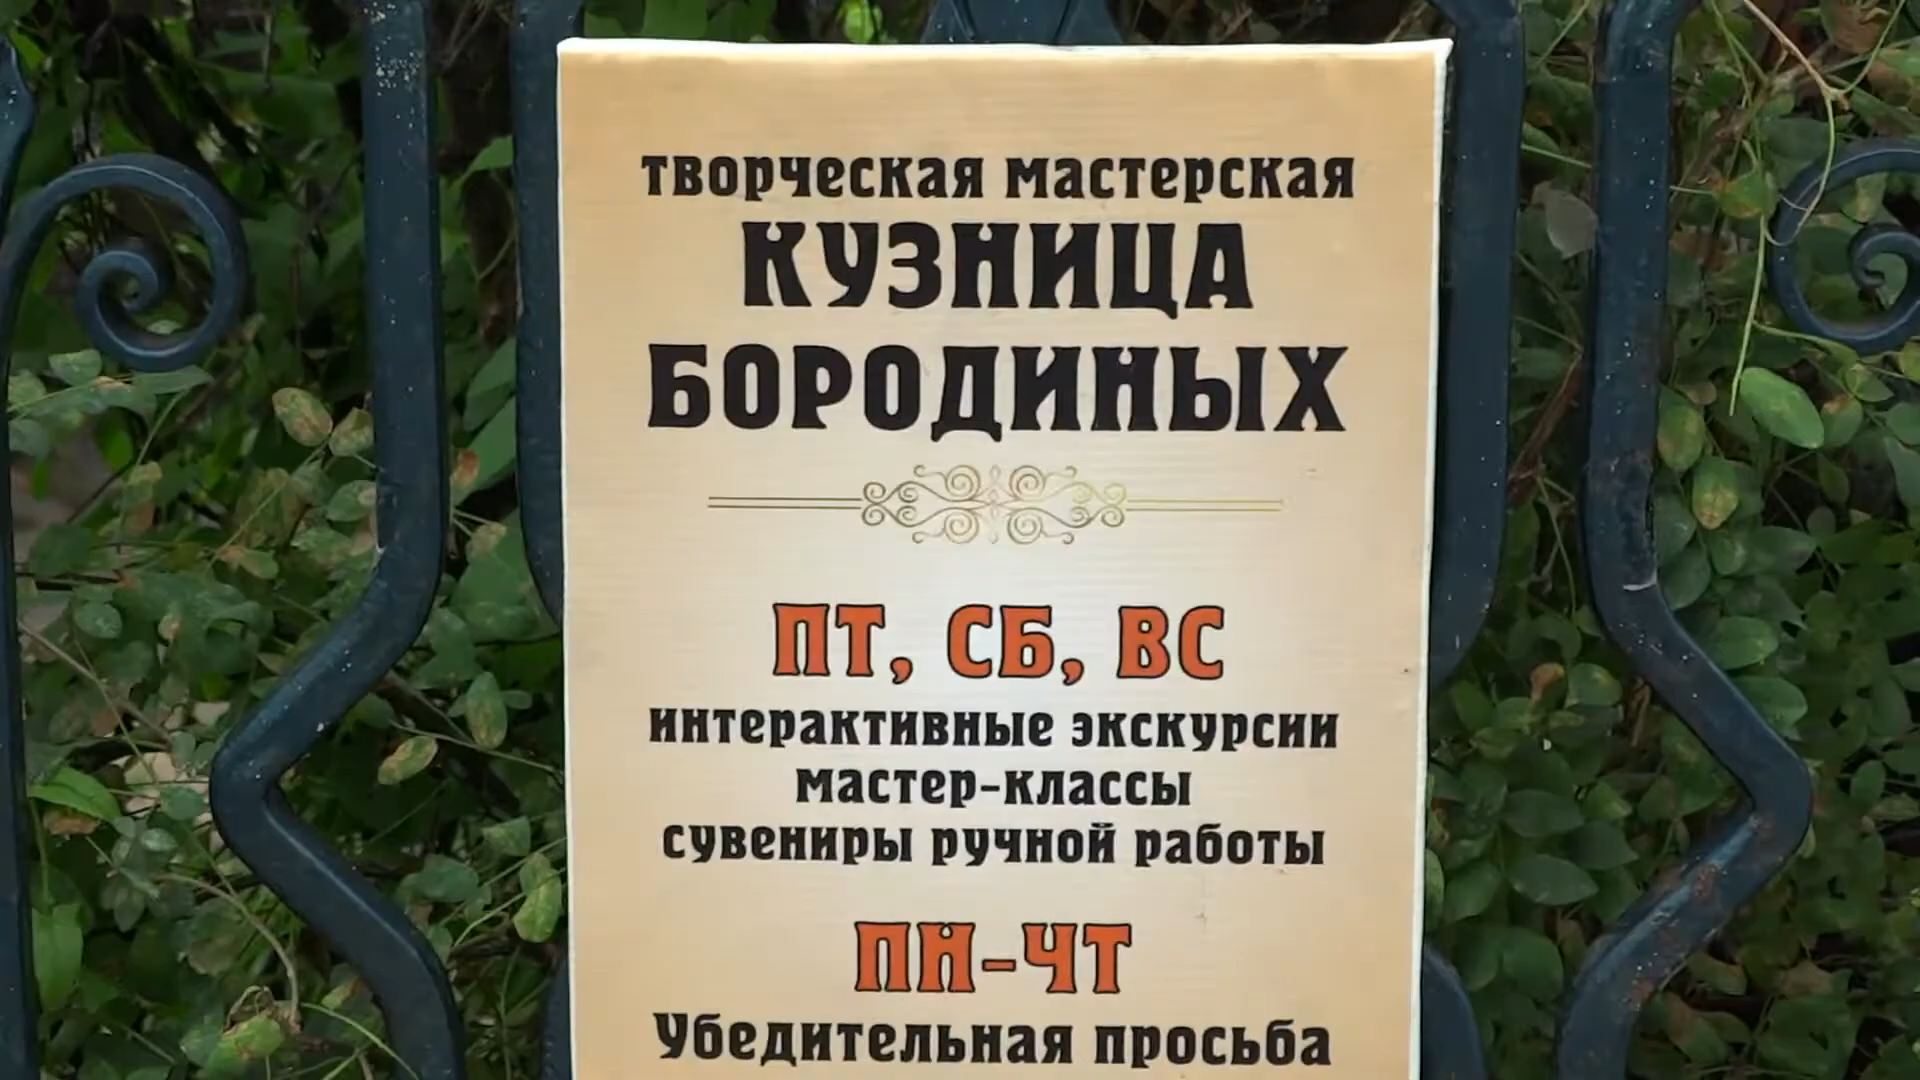 творческая мастерская
КУЗНИЦА
БОРОДИНЫХ
ПТ, СБ, ВС
интерактивные экскурсии
мастер-классы
сувениры ручной работы
ПН-ЧТ
Убедительная просьба